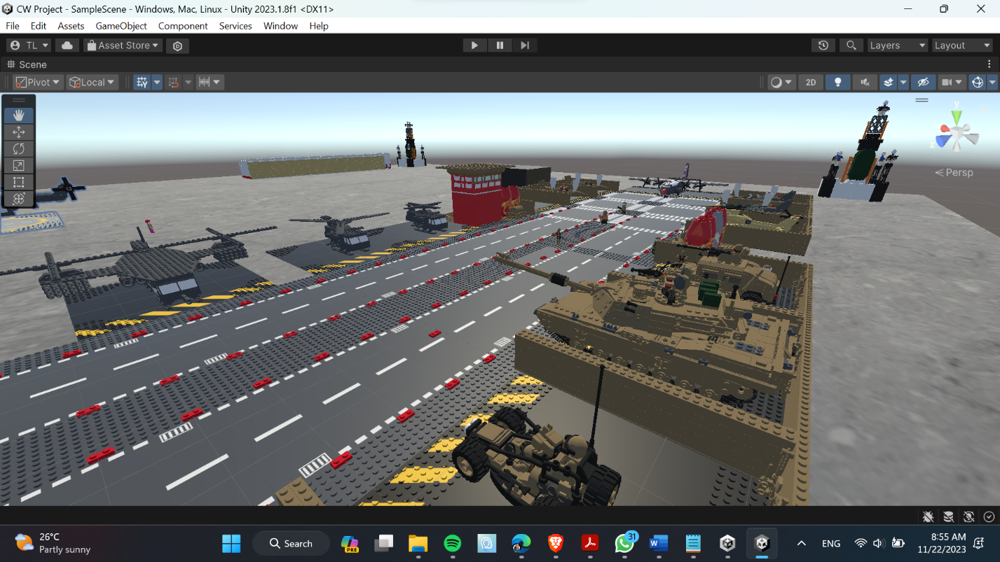 CW Project - SampleScene - Windows, Mac, Linux - Unity 2023.1.8f1 <DX11>
File Edit Assets GameObject Component Services Window Help
TL Asset Store Layers Layout
Scene
Pivot Local 2D
y
z
Persp
26°C
Partly sunny
Search
PRE
31
ENG
8:55 AM
11/22/2023